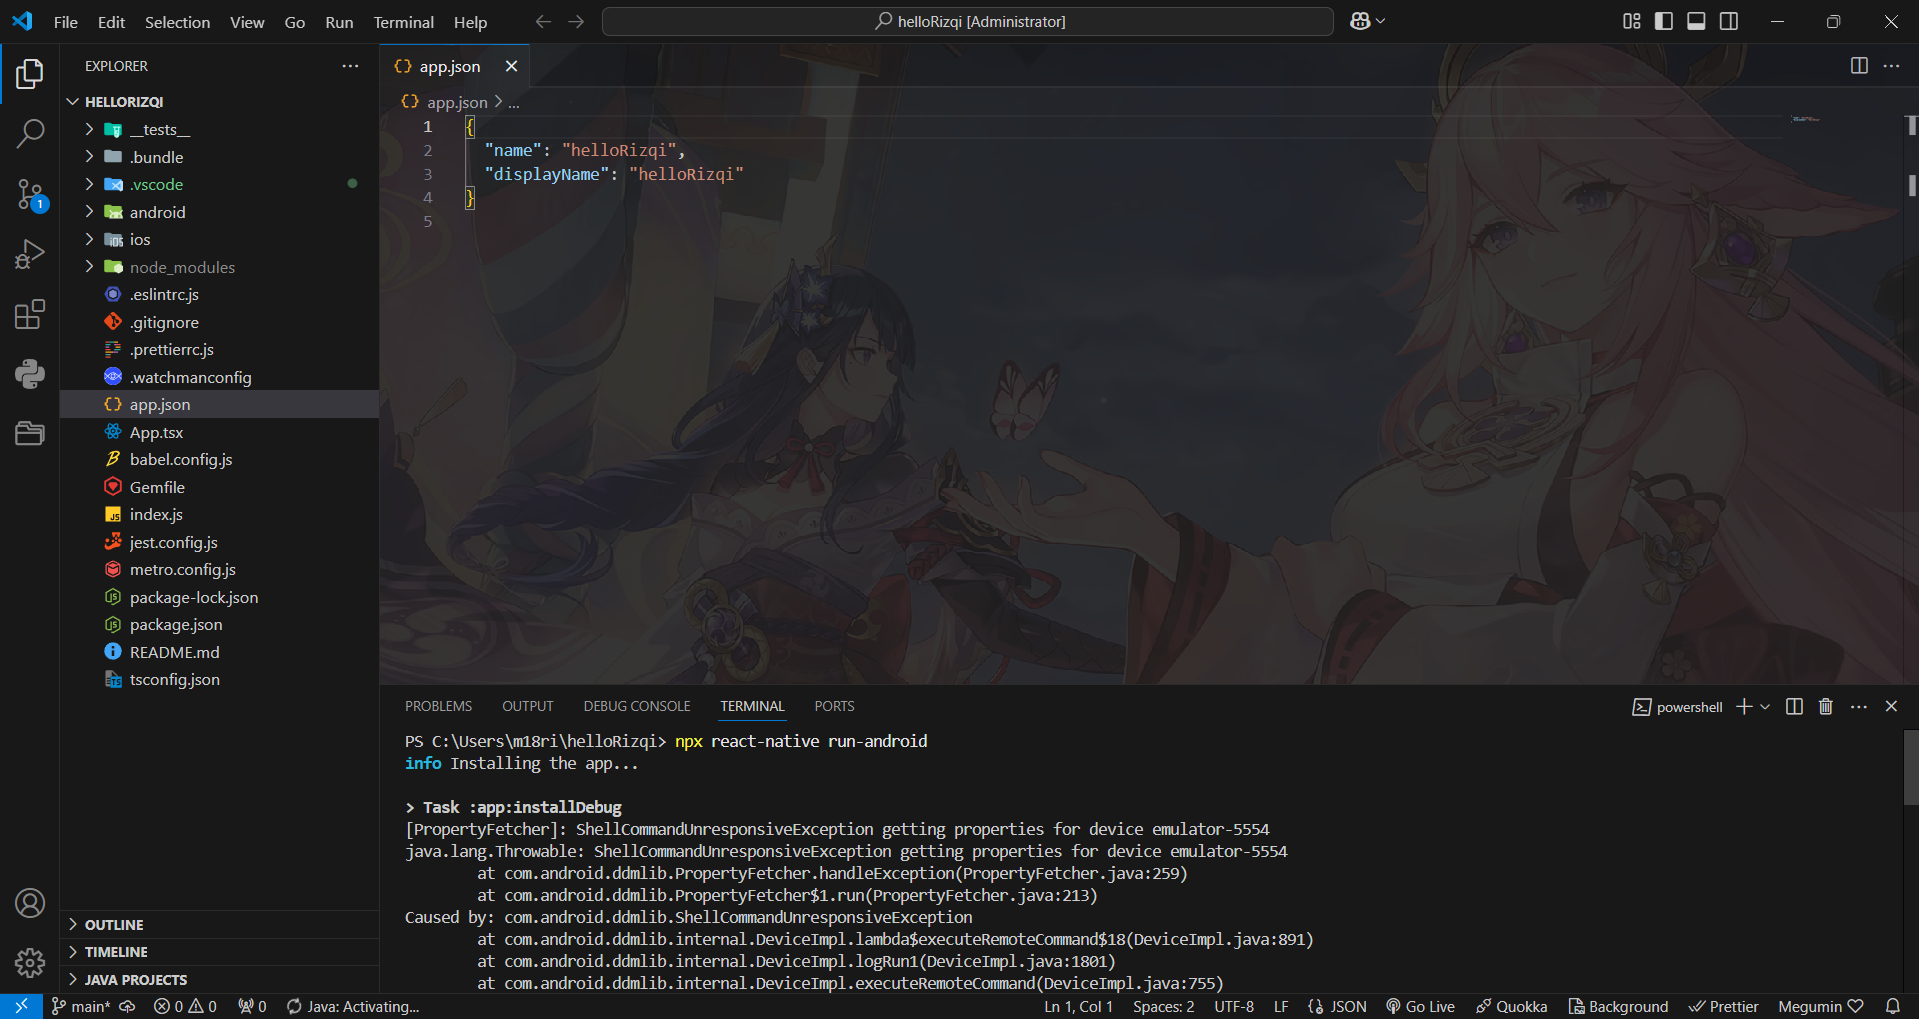 File Edit Selection View Go Run Terminal Help
helloRizqi [Administrator]
EXPLORER
HELLORIZQI
__tests__
.bundle
.vscode
android
ios
node_modules
.eslintrc.js
.gitignore
.prettierrc.js
.watchmanconfig
app.json
App.tsx
babel.config.js
Gemfile
index.js
jest.config.js
metro.config.js
package-lock.json
package.json
README.md
tsconfig.json
OUTLINE
TIMELINE
JAVA PROJECTS
1
app.json
app.json > ...
1 {
2 "name": "helloRizqi",
3 "displayName": "helloRizqi"
4 }
5
PROBLEMS OUTPUT DEBUG CONSOLE TERMINAL PORTS
powershell
PS C:\Users\m18ri\helloRizqi> npx react-native run-android
info Installing the app...
> Task :app:installDebug
[PropertyFetcher]: ShellCommandUnresponsiveException getting properties for device emulator-5554
java.lang.Throwable: ShellCommandUnresponsiveException getting properties for device emulator-5554
at com.android.ddmlib.PropertyFetcher.handleException(PropertyFetcher.java:259)
at com.android.ddmlib.PropertyFetcher$1.run(PropertyFetcher.java:213)
Caused by: com.android.ddmlib.ShellCommandUnresponsiveException
at com.android.ddmlib.internal.DeviceImpl.lambda$executeRemoteCommand$18(DeviceImpl.java:891)
at com.android.ddmlib.internal.DeviceImpl.logRun1(DeviceImpl.java:1801)
at com.android.ddmlib.internal.DeviceImpl.executeRemoteCommand(DeviceImpl.java:755)
main* 0 0 0 Java: Activating... Ln 1, Col 1 Spaces: 2 UTF-8 LF JSON Go Live Quokka Background Prettier Megumin